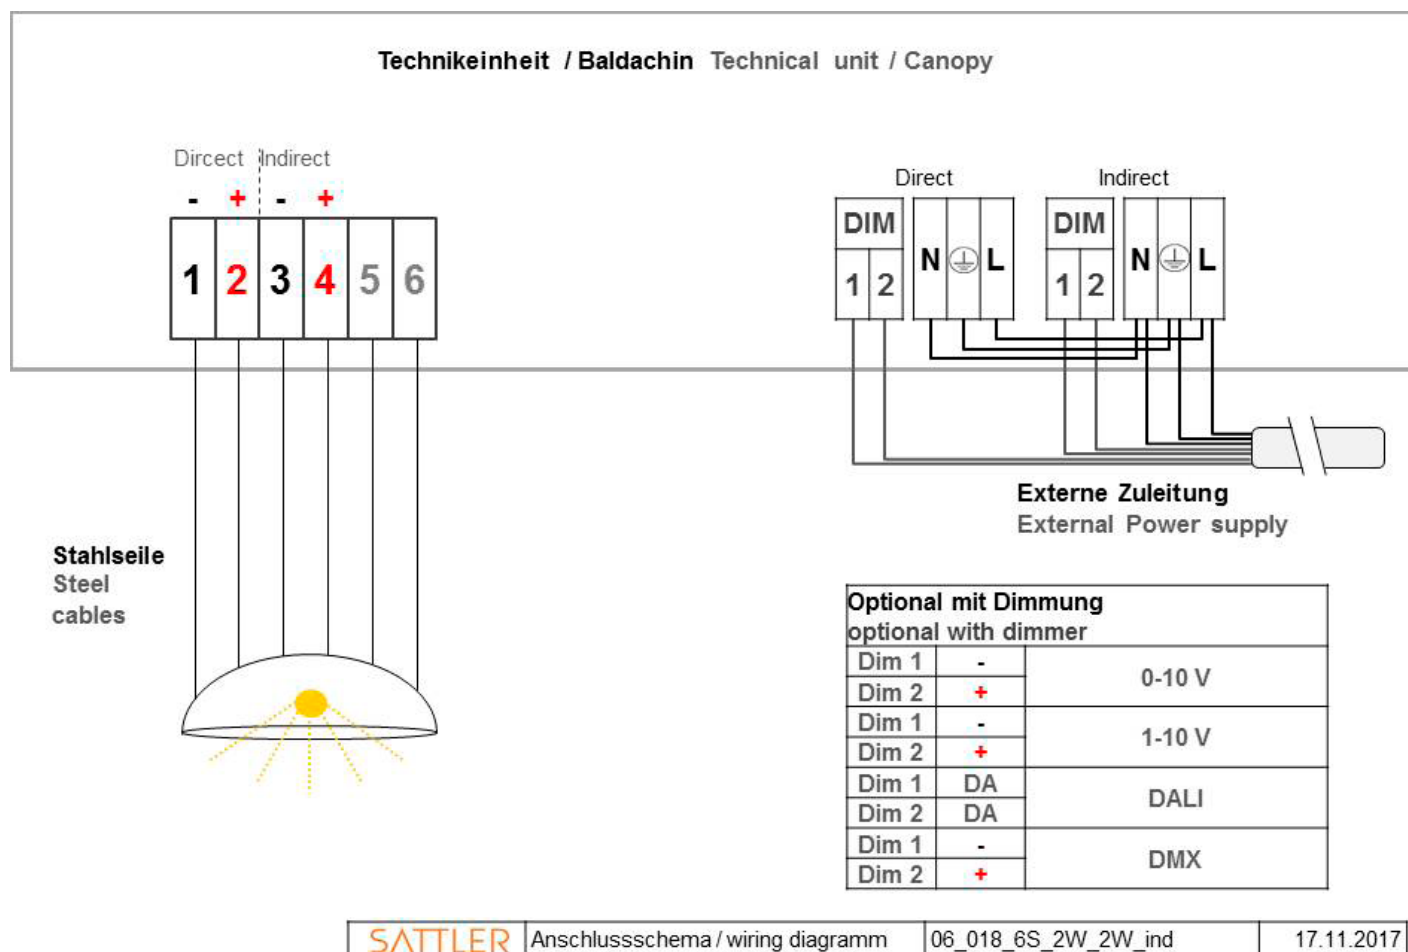 Technikeinheit / Baldachin Technical unit / Canopy
Dircect Indirect
- + - +
1 2 3 4 5 6
Direct Indirect
DIM N L DIM N L
1 2 1 2
Externe Zuleitung
External Power supply
Stahlseile
Steel
cables
Optional mit Dimmung
optional with dimmer
Dim 1 -
0-10 V
Dim 2 +
Dim 1 -
1-10 V
Dim 2 +
Dim 1 DA
DALI
Dim 2 DA
Dim 1 -
DMX
Dim 2 +
SATTLER Anschlussschema / wiring diagramm 06_018_6S_2W_2W_ind 17.11.2017